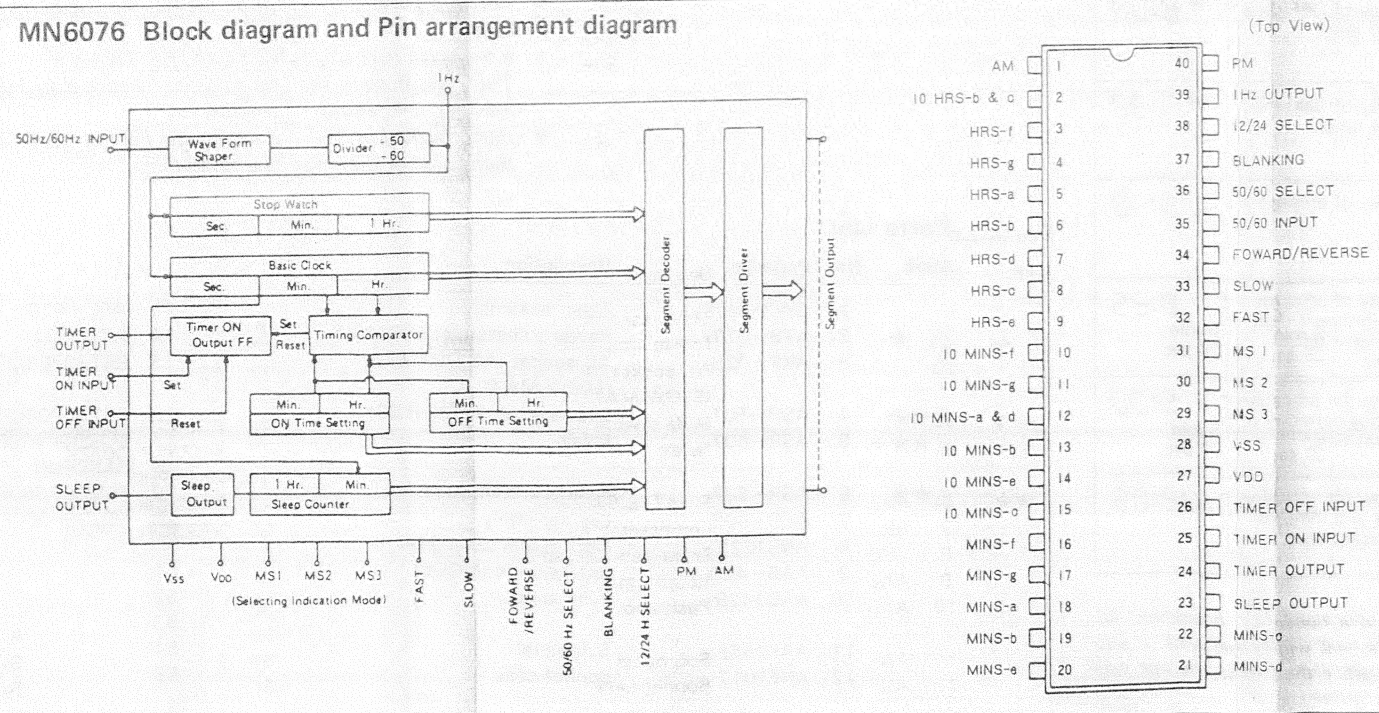 MN6076 Block diagram and Pin arrangement diagram
(Top View)
1Hz
50Hz/60Hz INPUT
Wave Form
Shaper
Divider - 50
- 60
Stop Watch
Sec. Min. 1 Hr.
Basic Clock
Sec. Min. Hr.
TIMER
OUTPUT
Timer ON
Output FF
Set
Reset
Timing Comparator
TIMER
ON INPUT
Set
TIMER
OFF INPUT
Reset
Min. Hr.
ON Time Setting
Min. Hr.
OFF Time Setting
SLEEP
OUTPUT
Sleep
Output
1 Hr. Min.
Sleep Counter
Segment Decoder
Segment Driver
Segment Output
Vss
VDD
MS1
MS2
MS3
(Selecting Indication Mode)
FAST
SLOW
FOWARD
/REVERSE
50/60 Hz SELECT
BLANKING
12/24 H SELECT
PM
AM
AM 1 40 PM
10 HRS-b & c 2 39 1Hz OUTPUT
HRS-f 3 38 12/24 SELECT
HRS-g 4 37 BLANKING
HRS-a 5 36 50/60 SELECT
HRS-b 6 35 50/60 INPUT
HRS-d 7 34 FOWARD/REVERSE
HRS-c 8 33 SLOW
HRS-e 9 32 FAST
10 MINS-f 10 31 MS 1
10 MINS-g 11 30 MS 2
10 MINS-a & d 12 29 MS 3
10 MINS-b 13 28 VSS
10 MINS-e 14 27 VDD
10 MINS-c 15 26 TIMER OFF INPUT
MINS-f 16 25 TIMER ON INPUT
MINS-g 17 24 TIMER OUTPUT
MINS-a 18 23 SLEEP OUTPUT
MINS-b 19 22 MINS-c
MINS-e 20 21 MINS-d